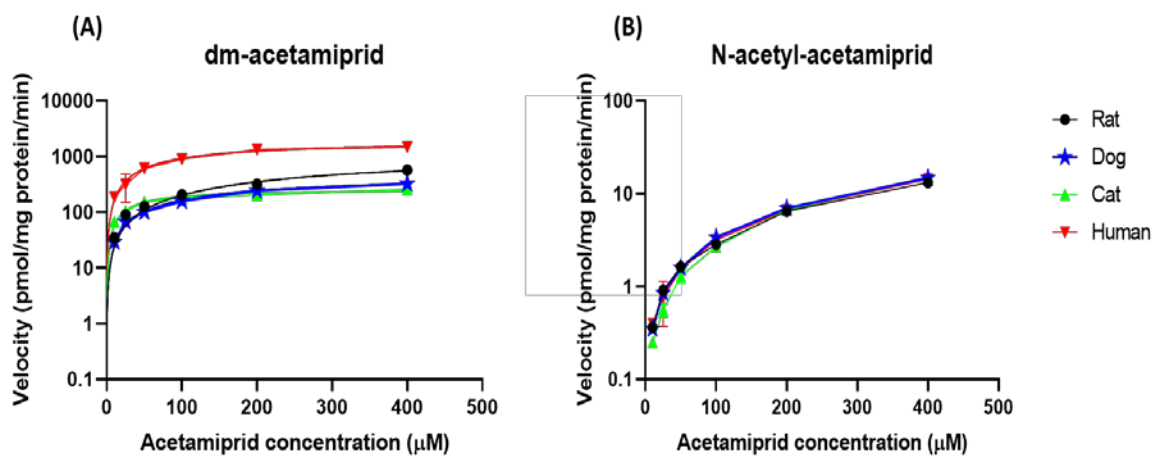 (A)
dm-acetamiprid
Velocity (pmol/mg protein/min)
10000
1000
100
10
1
0.1
0 100 200 300 400 500
Acetamiprid concentration (μM)
(B)
N-acetyl-acetamiprid
Velocity (pmol/mg protein/min)
100
10
1
0.1
0 100 200 300 400 500
Acetamiprid concentration (μM)
Rat
Dog
Cat
Human